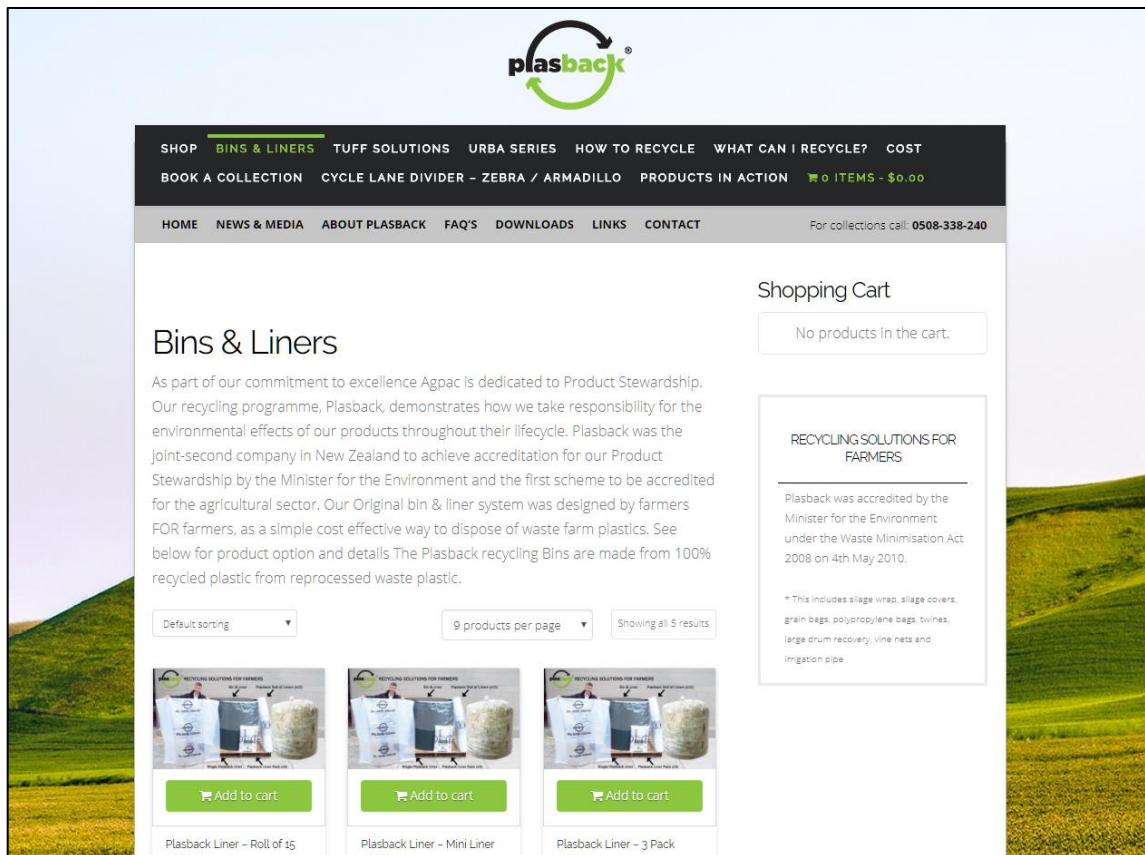 plasback®
SHOP BINS & LINERS TUFF SOLUTIONS URBA SERIES HOW TO RECYCLE WHAT CAN I RECYCLE? COST
BOOK A COLLECTION CYCLE LANE DIVIDER – ZEBRA / ARMADILLO PRODUCTS IN ACTION 0 ITEMS - $0.00
HOME NEWS & MEDIA ABOUT PLASBACK FAQ'S DOWNLOADS LINKS CONTACT For collections call: 0508-338-240
Bins & Liners
As part of our commitment to excellence Agpac is dedicated to Product Stewardship.
Our recycling programme, Plasback, demonstrates how we take responsibility for the
environmental effects of our products throughout their lifecycle. Plasback was the
joint-second company in New Zealand to achieve accreditation for our Product
Stewardship by the Minister for the Environment and the first scheme to be accredited
for the agricultural sector. Our Original bin & liner system was designed by farmers
FOR farmers, as a simple cost effective way to dispose of waste farm plastics. See
below for product option and details The Plasback recycling Bins are made from 100%
recycled plastic from reprocessed waste plastic.
Default sorting 9 products per page Showing all 5 results
RECYCLING SOLUTIONS FOR FARMERS
RECYCLING SOLUTIONS FOR FARMERS
RECYCLING SOLUTIONS FOR FARMERS
Add to cart Add to cart Add to cart
Plasback Liner – Roll of 15 Plasback Liner – Mini Liner Plasback Liner – 3 Pack
Shopping Cart
No products in the cart.
RECYCLING SOLUTIONS FOR
FARMERS
Plasback was accredited by the
Minister for the Environment
under the Waste Minimisation Act
2008 on 4th May 2010.
* This includes silage wrap, silage covers,
grain bags, polypropylene bags, twines,
large drum recovery, vine nets and
irrigation pipe